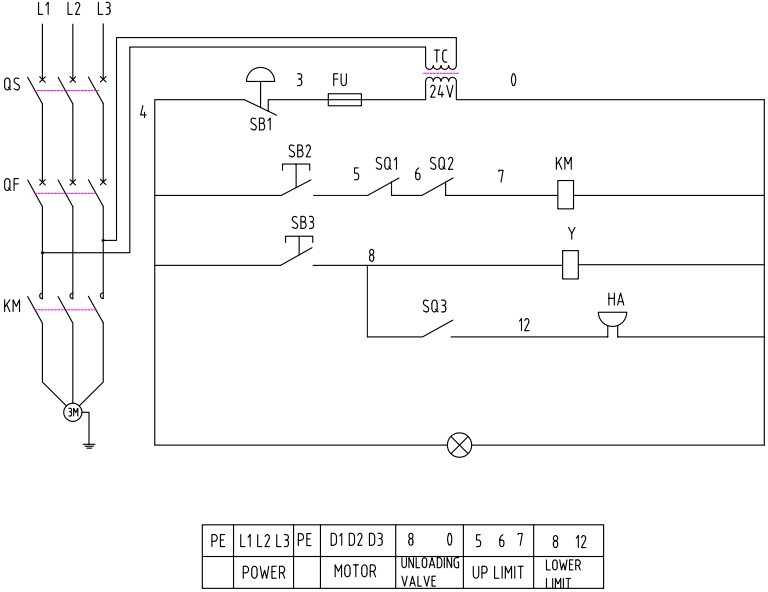 L1 L2 L3
TC
QS
3 FU
24V
0
4
SB1
SB2
SQ1 SQ2
KM
QF
5 6 7
SB3
Y
8
KM
SQ3
HA
12
3M
PE L1 L2 L3 PE D1 D2 D3 8 0 5 6 7 8 12
POWER MOTOR UNLOADING VALVE UP LIMIT LOWER LIMIT